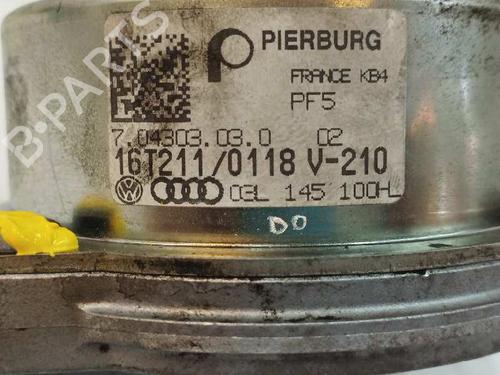 PIERBURG
FRANCE KB4
PF5
7.04303.03.0 02
16T211/0118 V-210
03L 145 100H
DO
B-PARTS